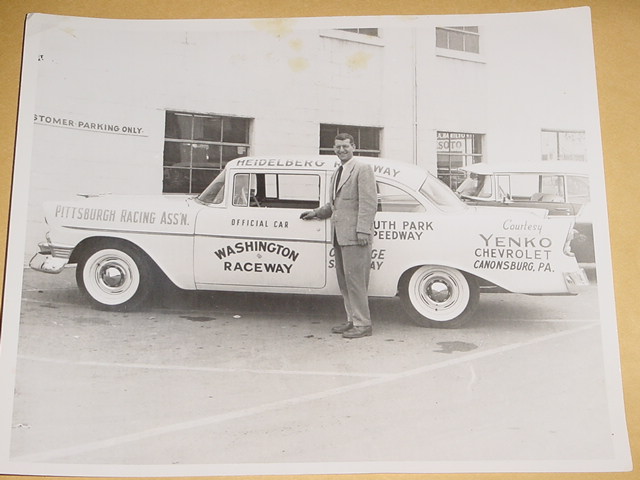 STOMER PARKING ONLY.
HEIDELBERG
WAY
PITTSBURGH RACING ASS'N.
OFFICIAL CAR
WASHINGTON
RACEWAY
UTH PARK
PEEDWAY
Courtesy
YENKO
CHEVROLET
CANONSBURG, PA.
SOTO